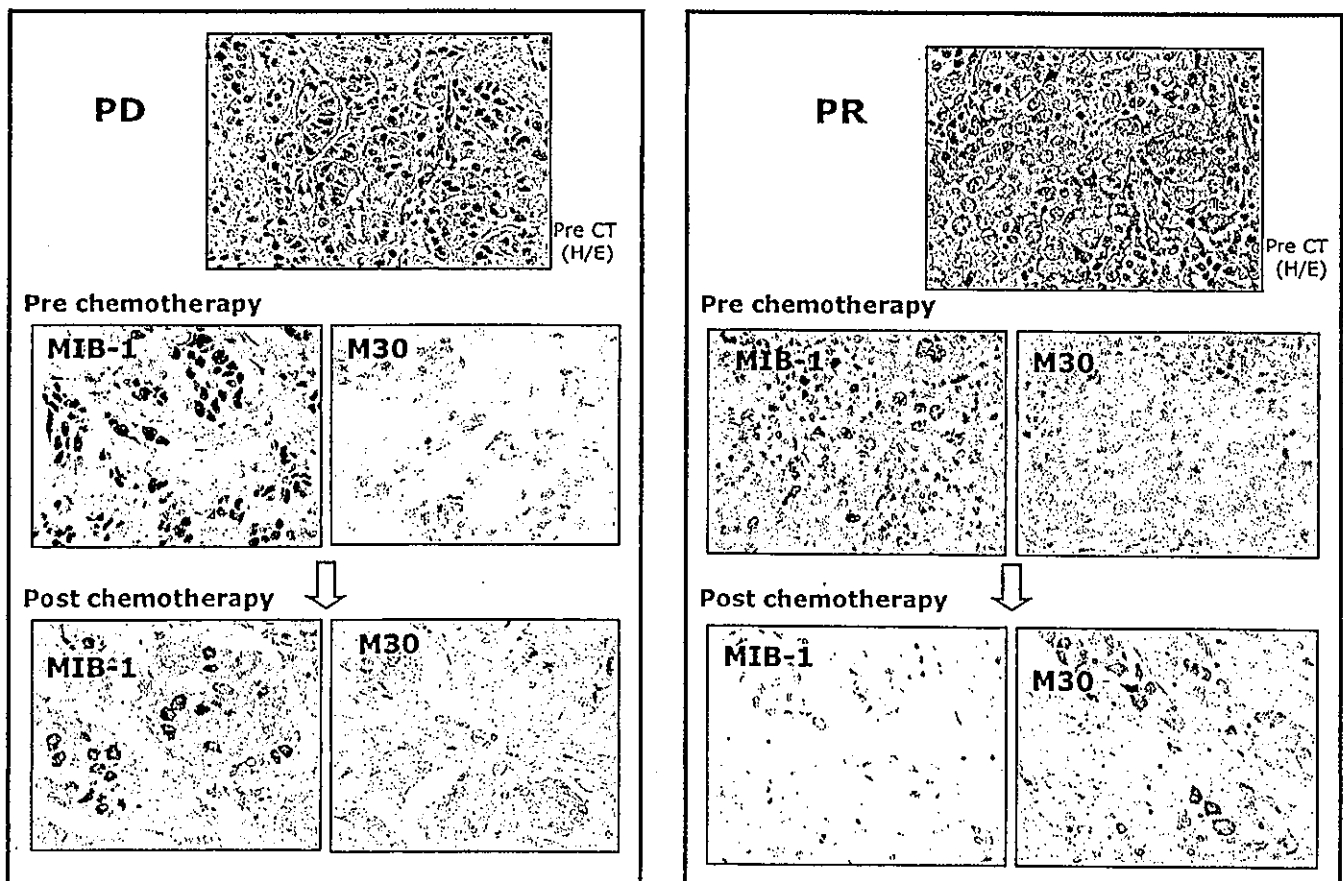 PD
Pre CT
(H/E)
Pre chemotherapy
MIB-1
M30
Post chemotherapy
MIB-1
M30
PR
Pre CT
(H/E)
Pre chemotherapy
MIB-1
M30
Post chemotherapy
MIB-1
M30